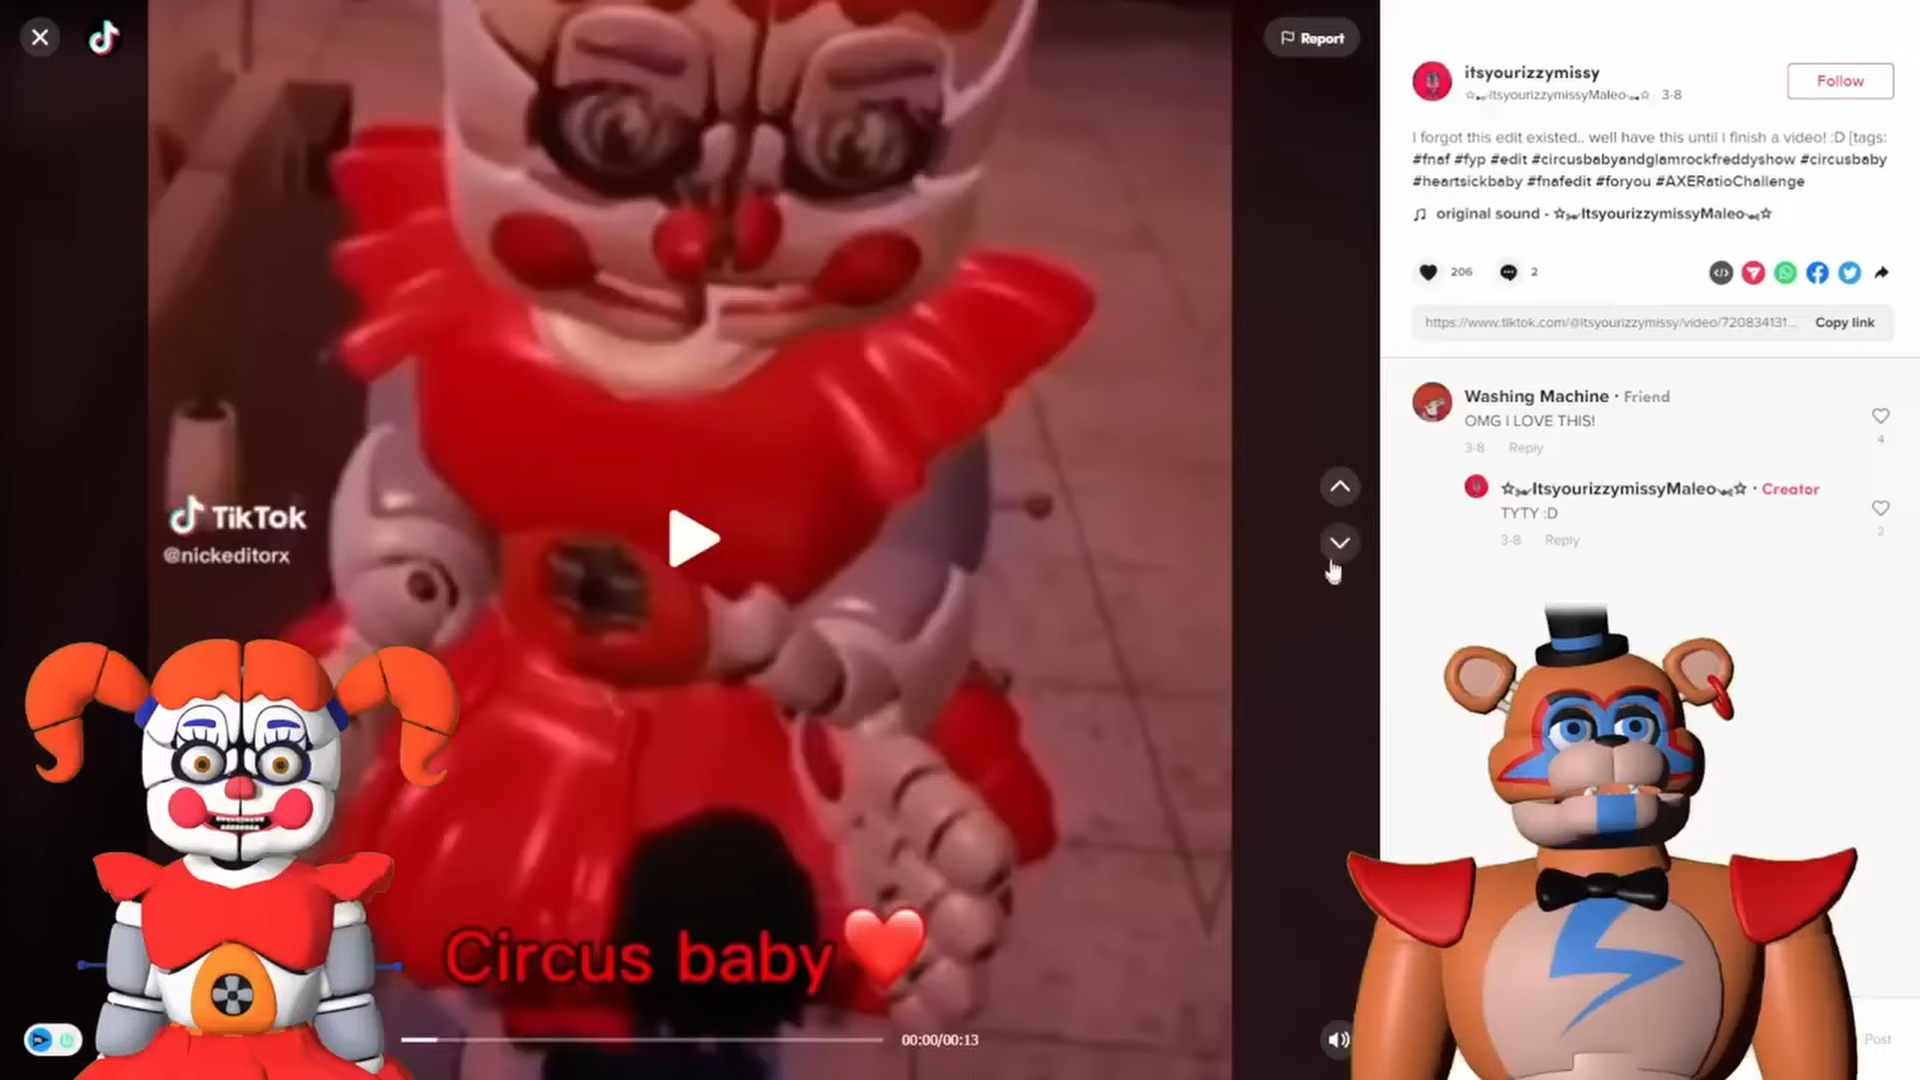 Report
TikTok
@nickeditorx
Circus baby
00:00/00:13
itsyourizzymissy
ItsyourizzymissyMaleo · 3-8
Follow
I forgot this edit existed.. well have this until i finish a video! :D [tags:
#fnaf #fyp #edit #circusbabyandglamrockfreddyshow #circusbaby
#heartsickbaby #fnafedit #foryou #AXERatioChallenge
original sound - ☆ItsyourizzymissyMaleo☆
206
2
https://www.tiktok.com/@itsyourizzymissy/video/720834131...
Copy link
Washing Machine · Friend
OMG I LOVE THIS!
3-8 Reply
4
☆ItsyourizzymissyMaleo☆ · Creator
TYTY :D
3-8 Reply
2
Post